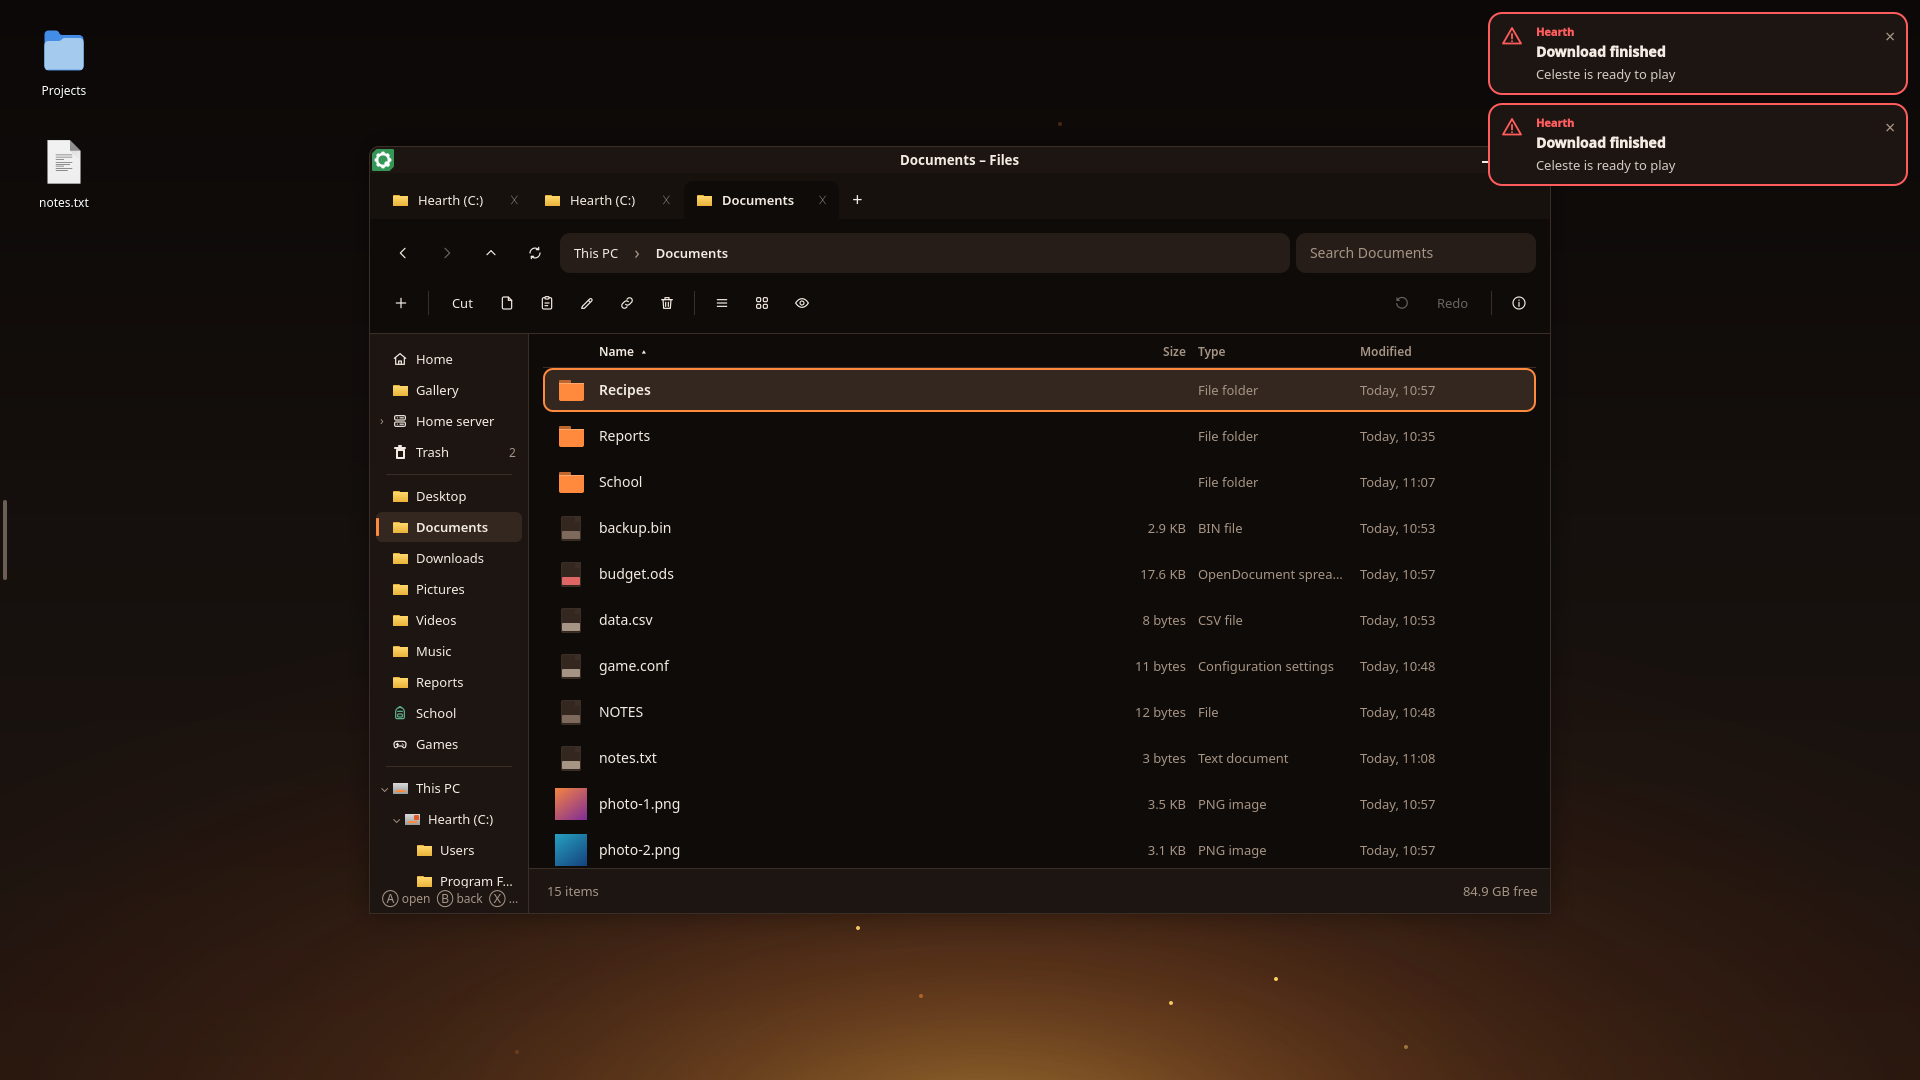 Projects
notes.txt
Hearth
Download finished
Celeste is ready to play
Hearth
Download finished
Celeste is ready to play
Documents – Files
Hearth (C:)
Hearth (C:)
Documents
This PC › Documents
Search Documents
Cut
Redo
Home
Gallery
Home server
Trash 2
Desktop
Documents
Downloads
Pictures
Videos
Music
Reports
School
Games
This PC
Hearth (C:)
Users
Program F...
A open B back X ...
Name Size Type Modified
Recipes File folder Today, 10:57
Reports File folder Today, 10:35
School File folder Today, 11:07
backup.bin 2.9 KB BIN file Today, 10:53
budget.ods 17.6 KB OpenDocument sprea... Today, 10:57
data.csv 8 bytes CSV file Today, 10:53
game.conf 11 bytes Configuration settings Today, 10:48
NOTES 12 bytes File Today, 10:48
notes.txt 3 bytes Text document Today, 11:08
photo-1.png 3.5 KB PNG image Today, 10:57
photo-2.png 3.1 KB PNG image Today, 10:57
15 items 84.9 GB free